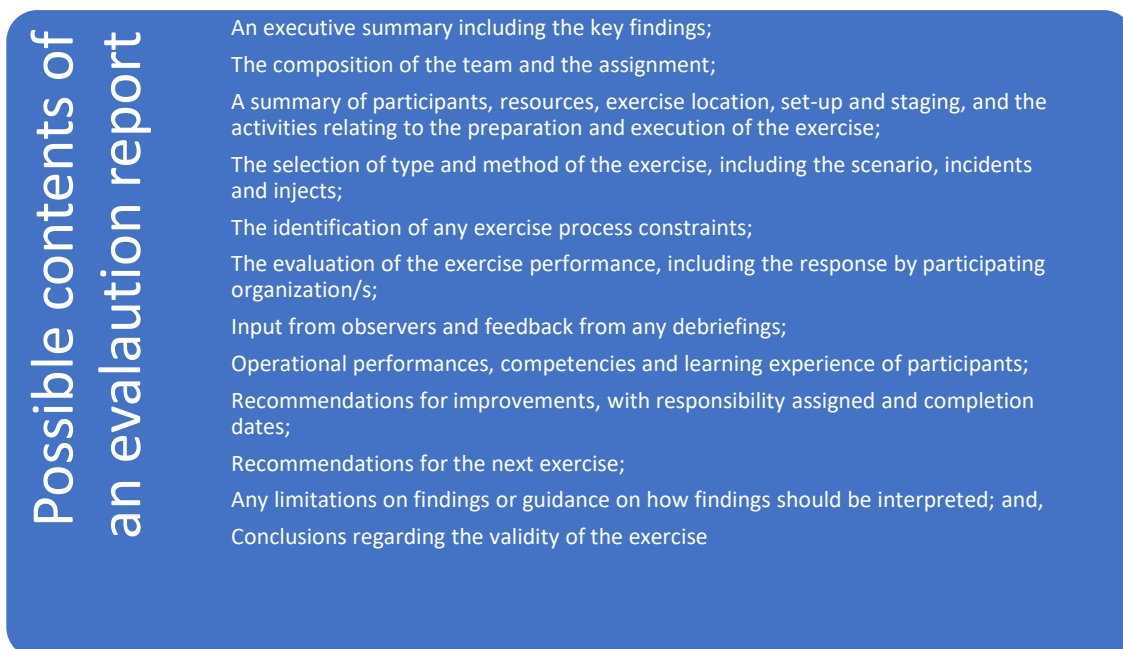 Possible contents of
an evalaution report
An executive summary including the key findings;
The composition of the team and the assignment;
A summary of participants, resources, exercise location, set-up and staging, and the
activities relating to the preparation and execution of the exercise;
The selection of type and method of the exercise, including the scenario, incidents
and injects;
The identification of any exercise process constraints;
The evaluation of the exercise performance, including the response by participating
organization/s;
Input from observers and feedback from any debriefings;
Operational performances, competencies and learning experience of participants;
Recommendations for improvements, with responsibility assigned and completion
dates;
Recommendations for the next exercise;
Any limitations on findings or guidance on how findings should be interpreted; and,
Conclusions regarding the validity of the exercise